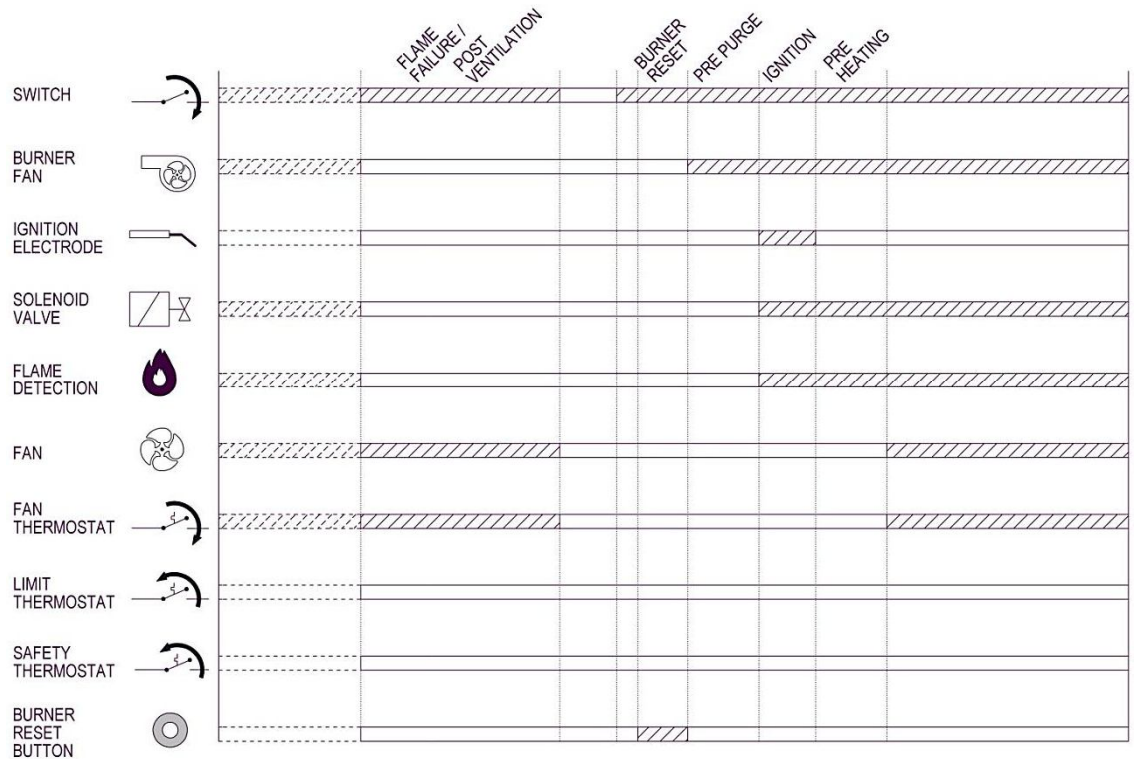 FLAME
FAILURE /
POST
VENTILATION
BURNER
RESET
PRE PURGE
IGNITION
PRE
HEATING
SWITCH
BURNER
FAN
IGNITION
ELECTRODE
SOLENOID
VALVE
FLAME
DETECTION
FAN
FAN
THERMOSTAT
LIMIT
THERMOSTAT
SAFETY
THERMOSTAT
BURNER
RESET
BUTTON